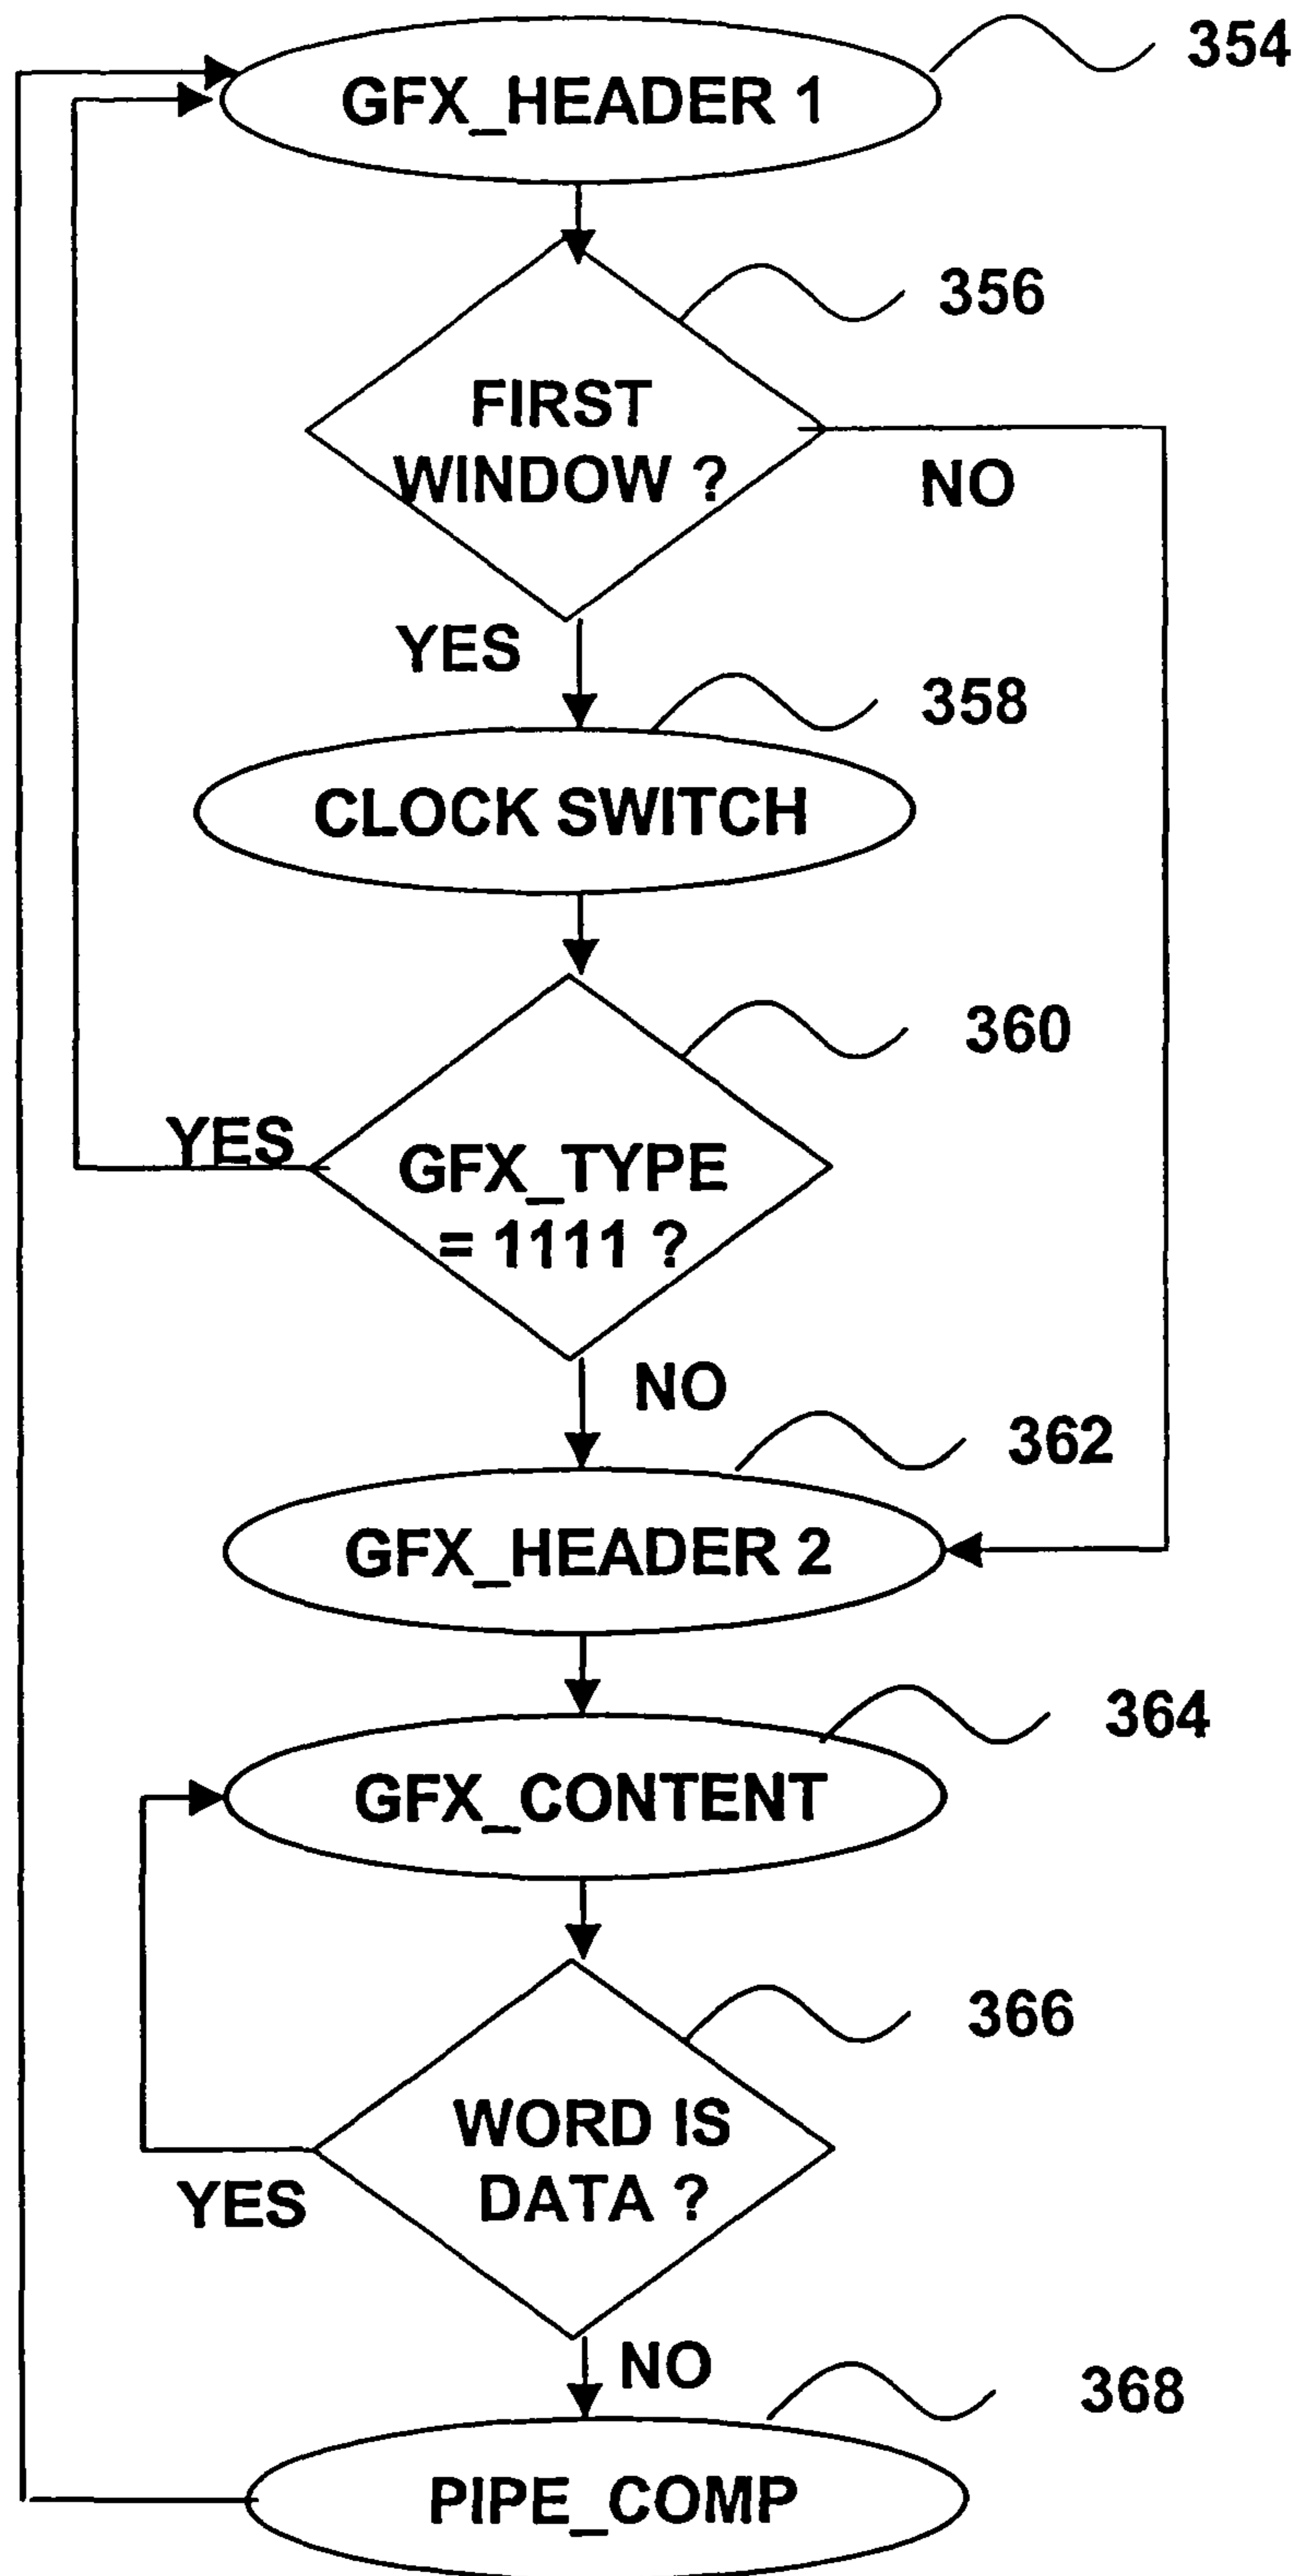 GFX_HEADER 1
354
356
FIRST
WINDOW ?
NO
YES
358
CLOCK SWITCH
360
YES
GFX_TYPE
= 1111 ?
NO
362
GFX_HEADER 2
364
GFX_CONTENT
366
WORD IS
DATA ?
YES
NO
368
PIPE_COMP